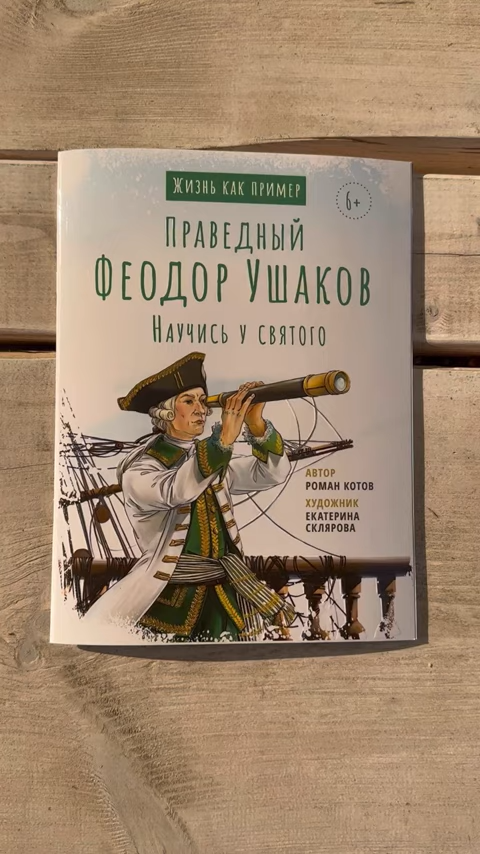 Жизнь как пример
6+
Праведный
Феодор Ушаков
Научись у святого
АВТОР
РОМАН КОТОВ
ХУДОЖНИК
ЕКАТЕРИНА
СКЛЯРОВА